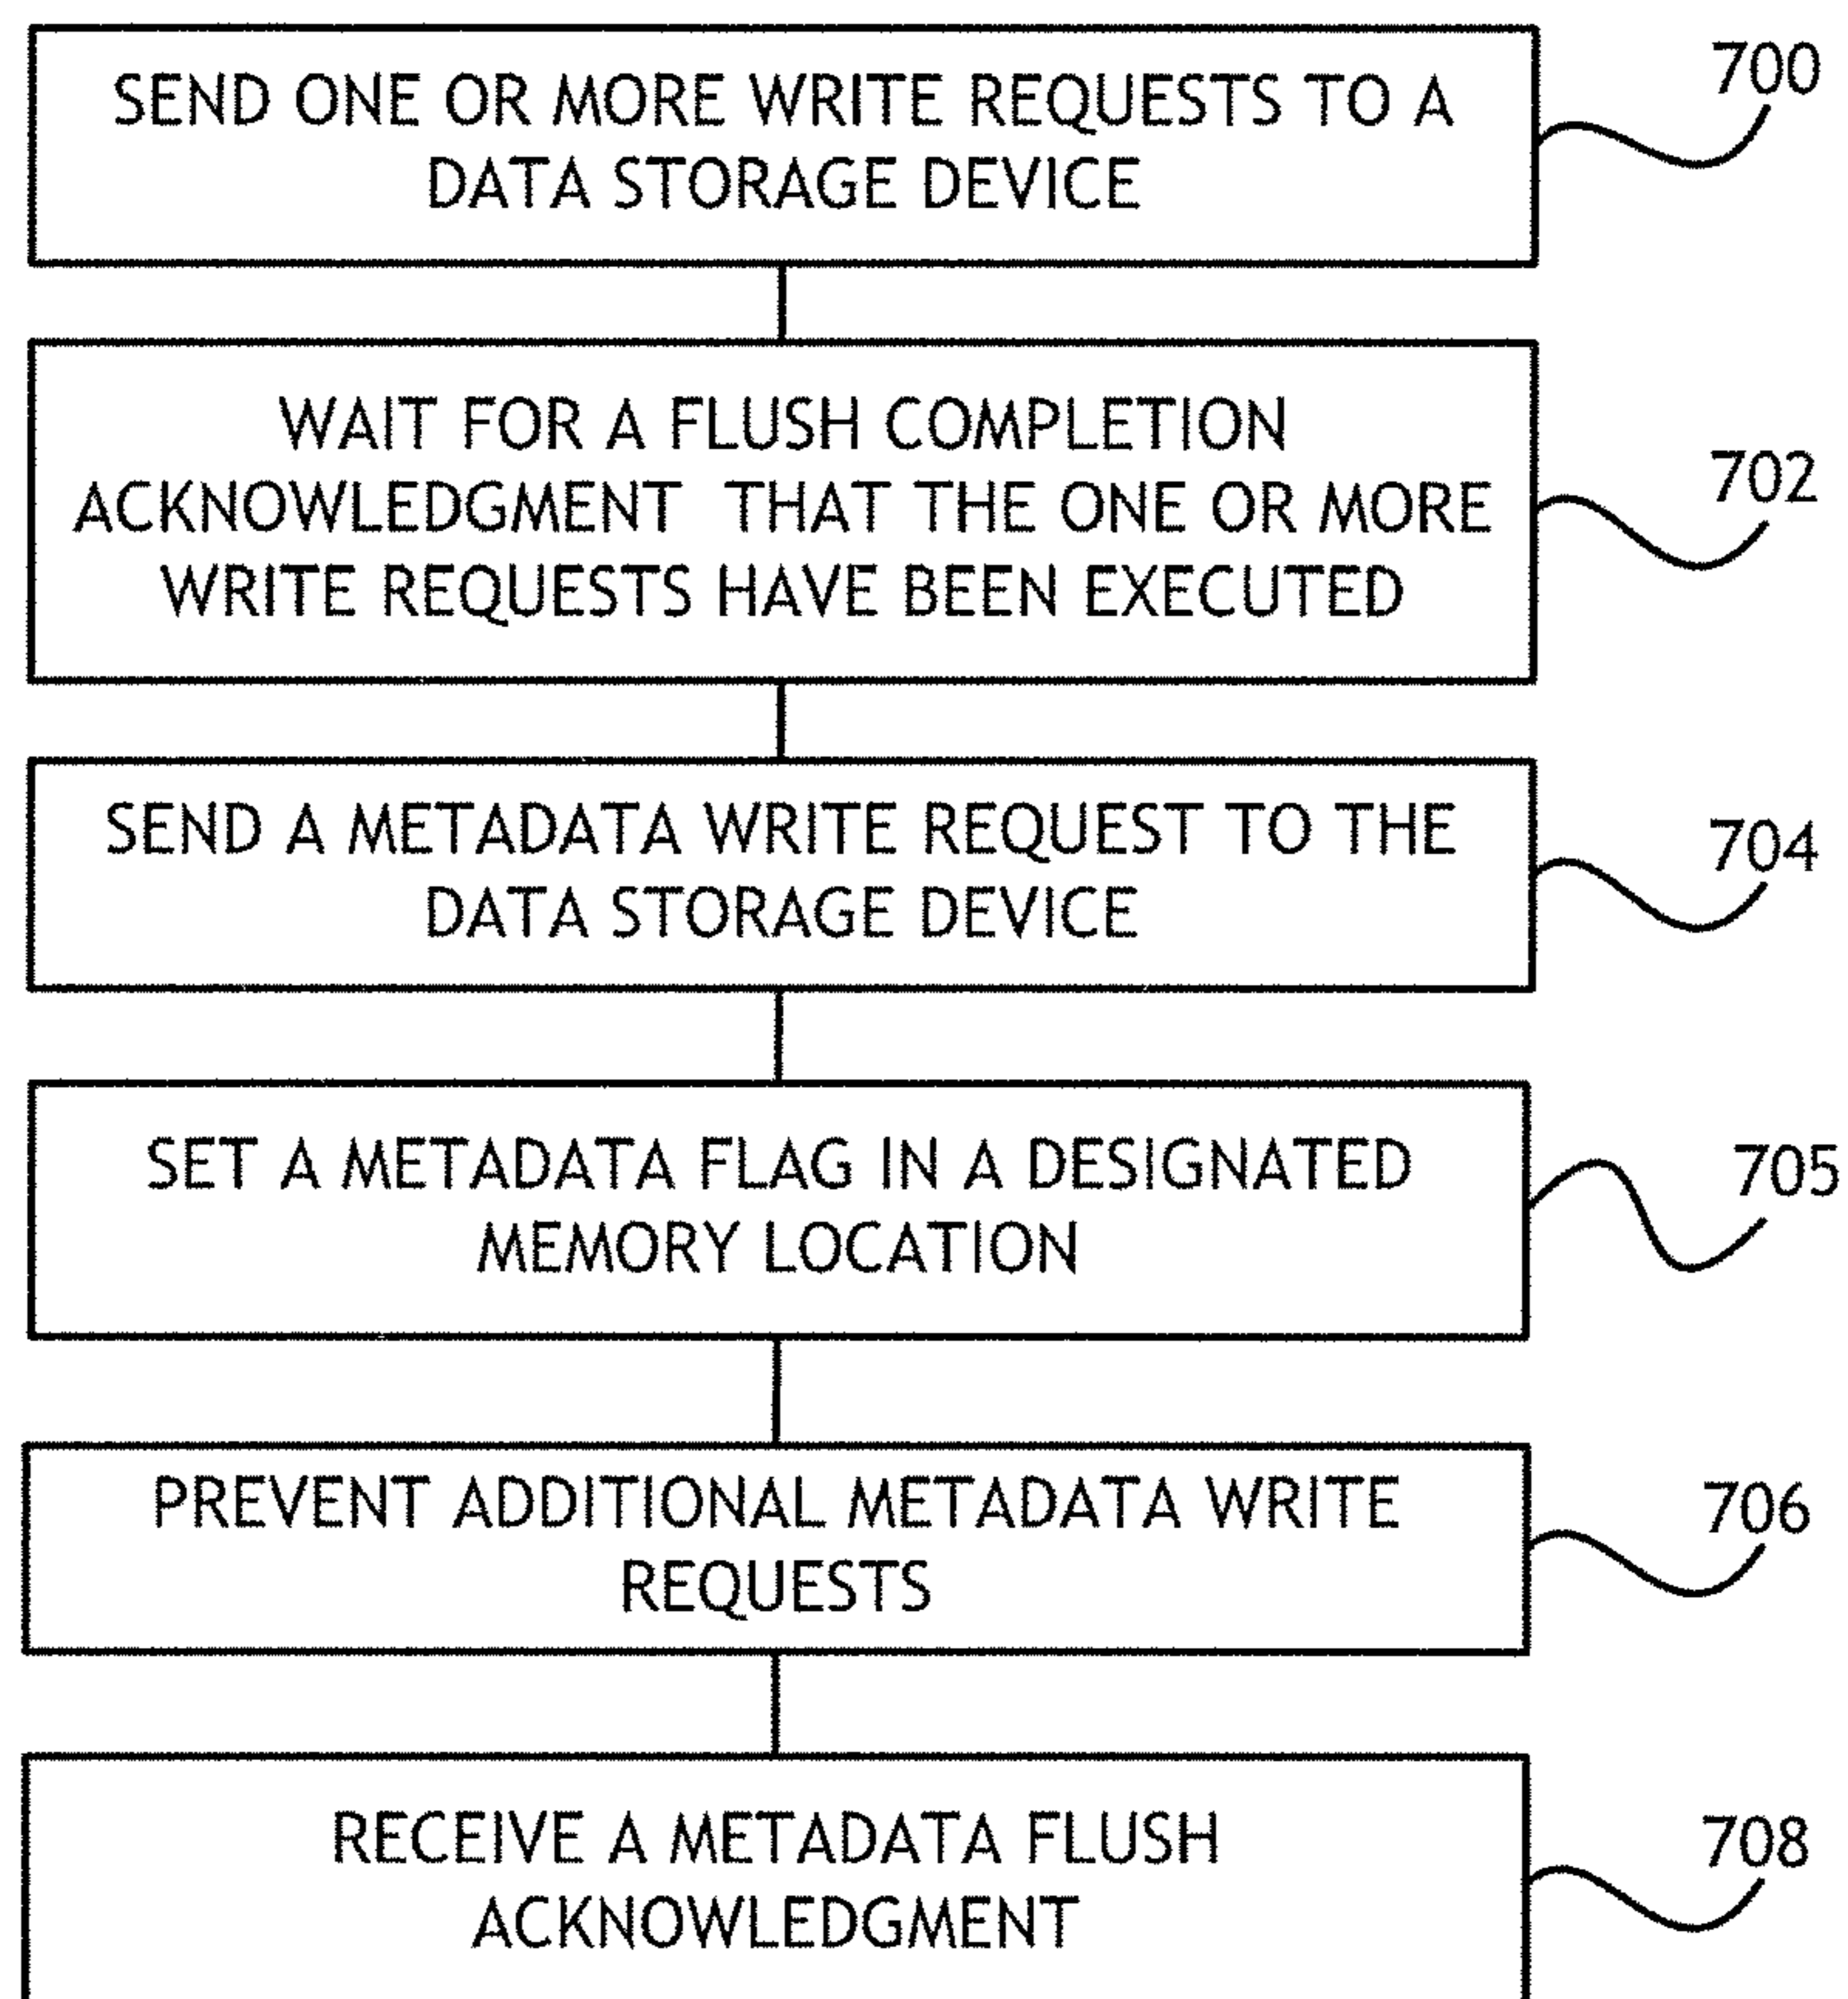 SEND ONE OR MORE WRITE REQUESTS TO A
DATA STORAGE DEVICE
700
WAIT FOR A FLUSH COMPLETION
ACKNOWLEDGMENT THAT THE ONE OR MORE
WRITE REQUESTS HAVE BEEN EXECUTED
702
SEND A METADATA WRITE REQUEST TO THE
DATA STORAGE DEVICE
704
SET A METADATA FLAG IN A DESIGNATED
MEMORY LOCATION
705
PREVENT ADDITIONAL METADATA WRITE
REQUESTS
706
RECEIVE A METADATA FLUSH
ACKNOWLEDGMENT
708